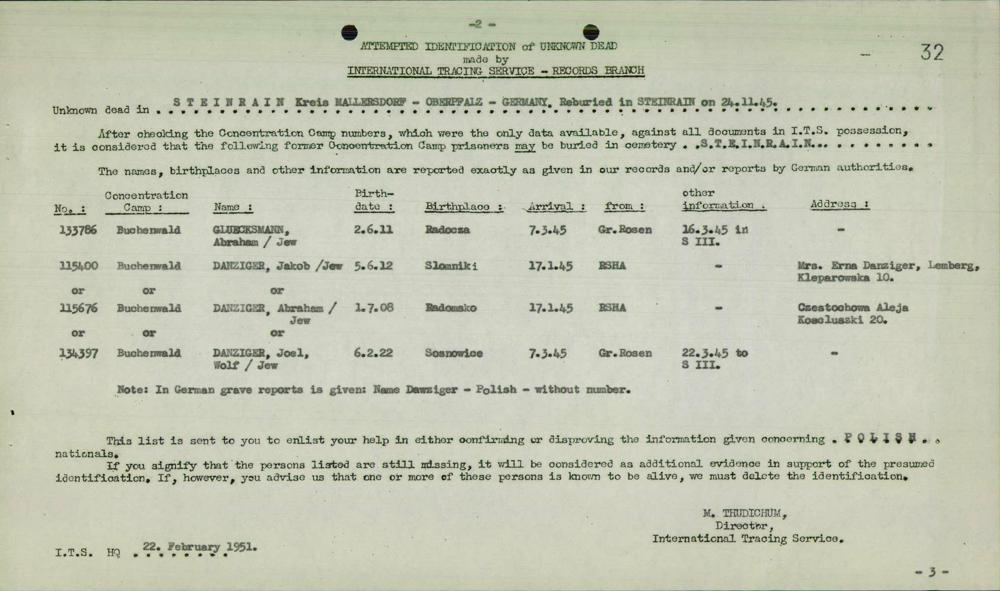 -2 -
ATTEMPTED IDENTIFICATION of UNKNOWN DEAD
made by
INTERNATIONAL TRACING SERVICE - RECORDS BRANCH
- 32
Unknown dead in . STEINRAIN Kreis MALLERSDORF - OBERPFALZ - GERMANY. Reburied in STEINRAIN on 24.11.45.
After checking the Concentration Camp numbers, which were the only data available, against all documents in I.T.S. possession,
it is considered that the following former Concentration Camp prisoners may be buried in cemetery . .S.T.E.I.N.R.A.I.N... . . . . . . .
The names, birthplaces and other information are reported exactly as given in our records and/or reports by German authorities.
No. : Concentration Camp : Name : Birth-date : Birthplace : Arrival : from : other information : Address :
133786 Buchenwald GLUECKSMANN, 2.6.11 Radocza 7.3.45 Gr.Rosen 16.3.45 in -
Abraham / Jew S III.
115400 Buchenwald DANZIGER, Jakob /Jew 5.6.12 Slomniki 17.1.45 RSHA - Mrs. Erna Danziger, Lemberg,
Kleparowska 10.
or or or
115676 Buchenwald DANZIGER, Abraham / 1.7.08 Radomsko 17.1.45 RSHA - Czestochowa Aleja
Jew Koscluszki 20.
or or or
134397 Buchenwald DANZIGER, Joel, 6.2.22 Sosnowice 7.3.45 Gr.Rosen 22.3.45 to -
Wolf / Jew S III.
Note: In German grave reports is given: Name Dawziger - Polish - without number.
This list is sent to you to enlist your help in either confirming or disproving the information given concerning . POLISH. .
nationals.
If you signify that the persons listed are still missing, it will be considered as additional evidence in support of the presumed
identification. If, however, you advise us that one or more of these persons is known to be alive, we must delete the identification.
M. THUDICHUM,
Director,
International Tracing Service.
I.T.S. HQ 22. February 1951.
- 3 -